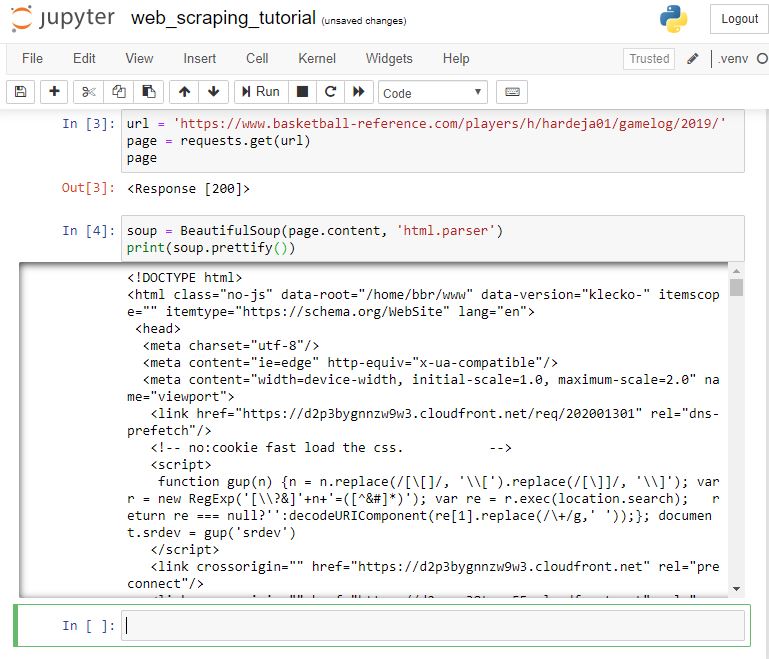 jupyter web_scraping_tutorial (unsaved changes)
Logout
File Edit View Insert Cell Kernel Widgets Help Trusted .venv
Run Code
In [3]: url = 'https://www.basketball-reference.com/players/h/hardeja01/gamelog/2019/'
page = requests.get(url)
page
Out[3]: <Response [200]>
In [4]: soup = BeautifulSoup(page.content, 'html.parser')
print(soup.prettify())
<!DOCTYPE html>
<html class="no-js" data-root="/home/bbr/www" data-version="klecko-" itemscop
e="" itemtype="https://schema.org/WebSite" lang="en">
<head>
<meta charset="utf-8"/>
<meta content="ie=edge" http-equiv="x-ua-compatible"/>
<meta content="width=device-width, initial-scale=1.0, maximum-scale=2.0" na
me="viewport">
<link href="https://d2p3bygnnzw9w3.cloudfront.net/req/202001301" rel="dns-
prefetch"/>
<!-- no:cookie fast load the css. -->
<script>
function gup(n) {n = n.replace(/[\[]/, '\\[').replace(/[\]]/, '\\]'); var
r = new RegExp('[\\?&]'+n+'=([^&#]*)'); var re = r.exec(location.search); r
eturn re === null?'':decodeURIComponent(re[1].replace(/\+/g,' '));}; documen
t.srdev = gup('srdev')
</script>
<link crossorigin="" href="https://d2p3bygnnzw9w3.cloudfront.net" rel="pre
connect"/>
In [ ]: